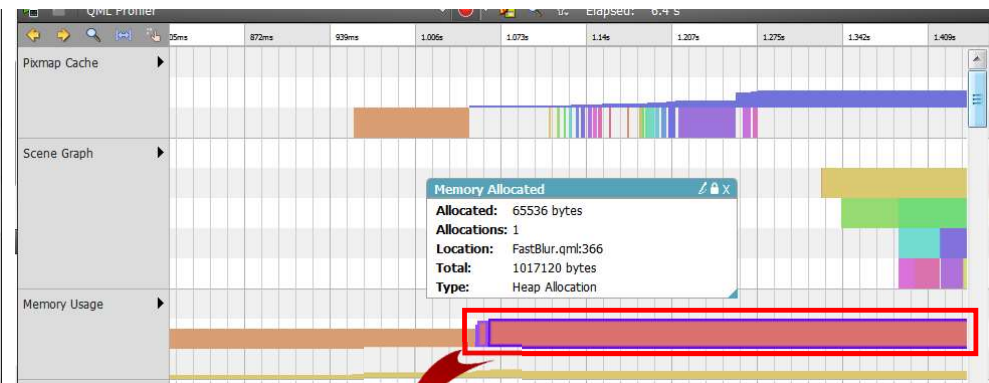 QML Profiler Elapsed: 6.4 s
872ms 939ms 1.006s 1.073s 1.14s 1.207s 1.275s 1.342s 1.409s
Pixmap Cache
Scene Graph
Memory Allocated X
Allocated: 65536 bytes
Allocations: 1
Location: FastBlur.qml:366
Total: 1017120 bytes
Type: Heap Allocation
Memory Usage